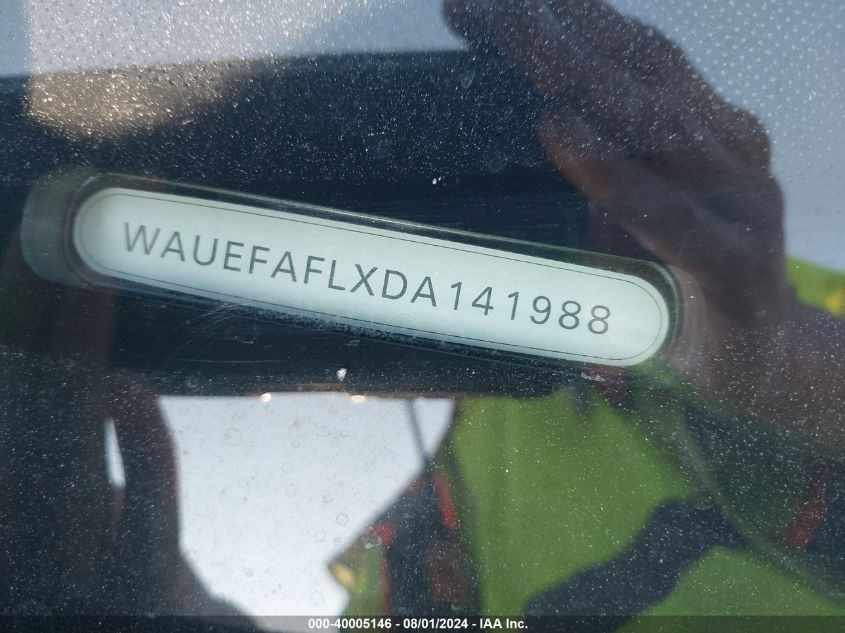 WAUEFAFLXDA141988
000-40005146 - 08/01/2024 - IAA Inc.